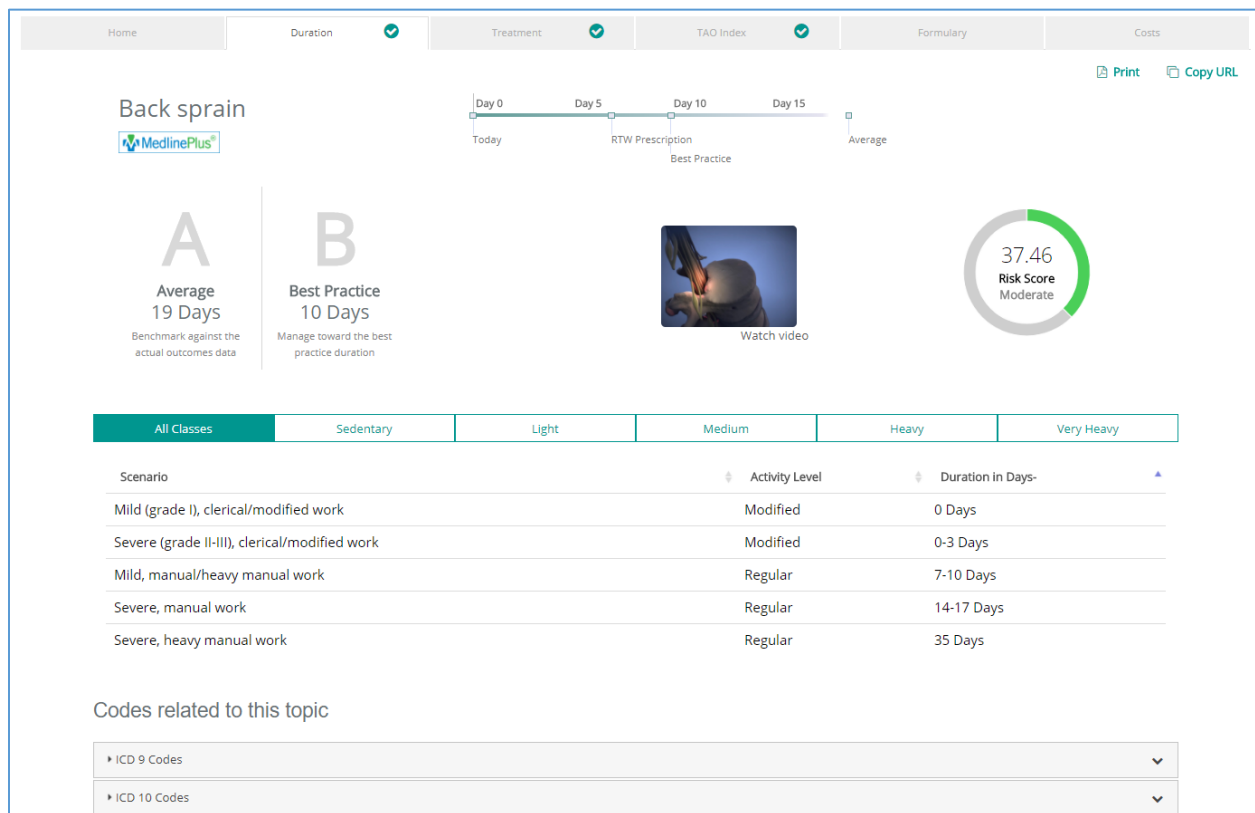 Home Duration Treatment TAO Index Formulary Costs
Print Copy URL
Back sprain
MedlinePlus®
Day 0 Day 5 Day 10 Day 15
Today RTW Prescription Average
Best Practice
A B
Average Best Practice
19 Days 10 Days
Benchmark against the Manage toward the best
actual outcomes data practice duration
Watch video
37.46
Risk Score
Moderate
All Classes Sedentary Light Medium Heavy Very Heavy
Scenario Activity Level Duration in Days-
Mild (grade I), clerical/modified work Modified 0 Days
Severe (grade II-III), clerical/modified work Modified 0-3 Days
Mild, manual/heavy manual work Regular 7-10 Days
Severe, manual work Regular 14-17 Days
Severe, heavy manual work Regular 35 Days
Codes related to this topic
ICD 9 Codes
ICD 10 Codes